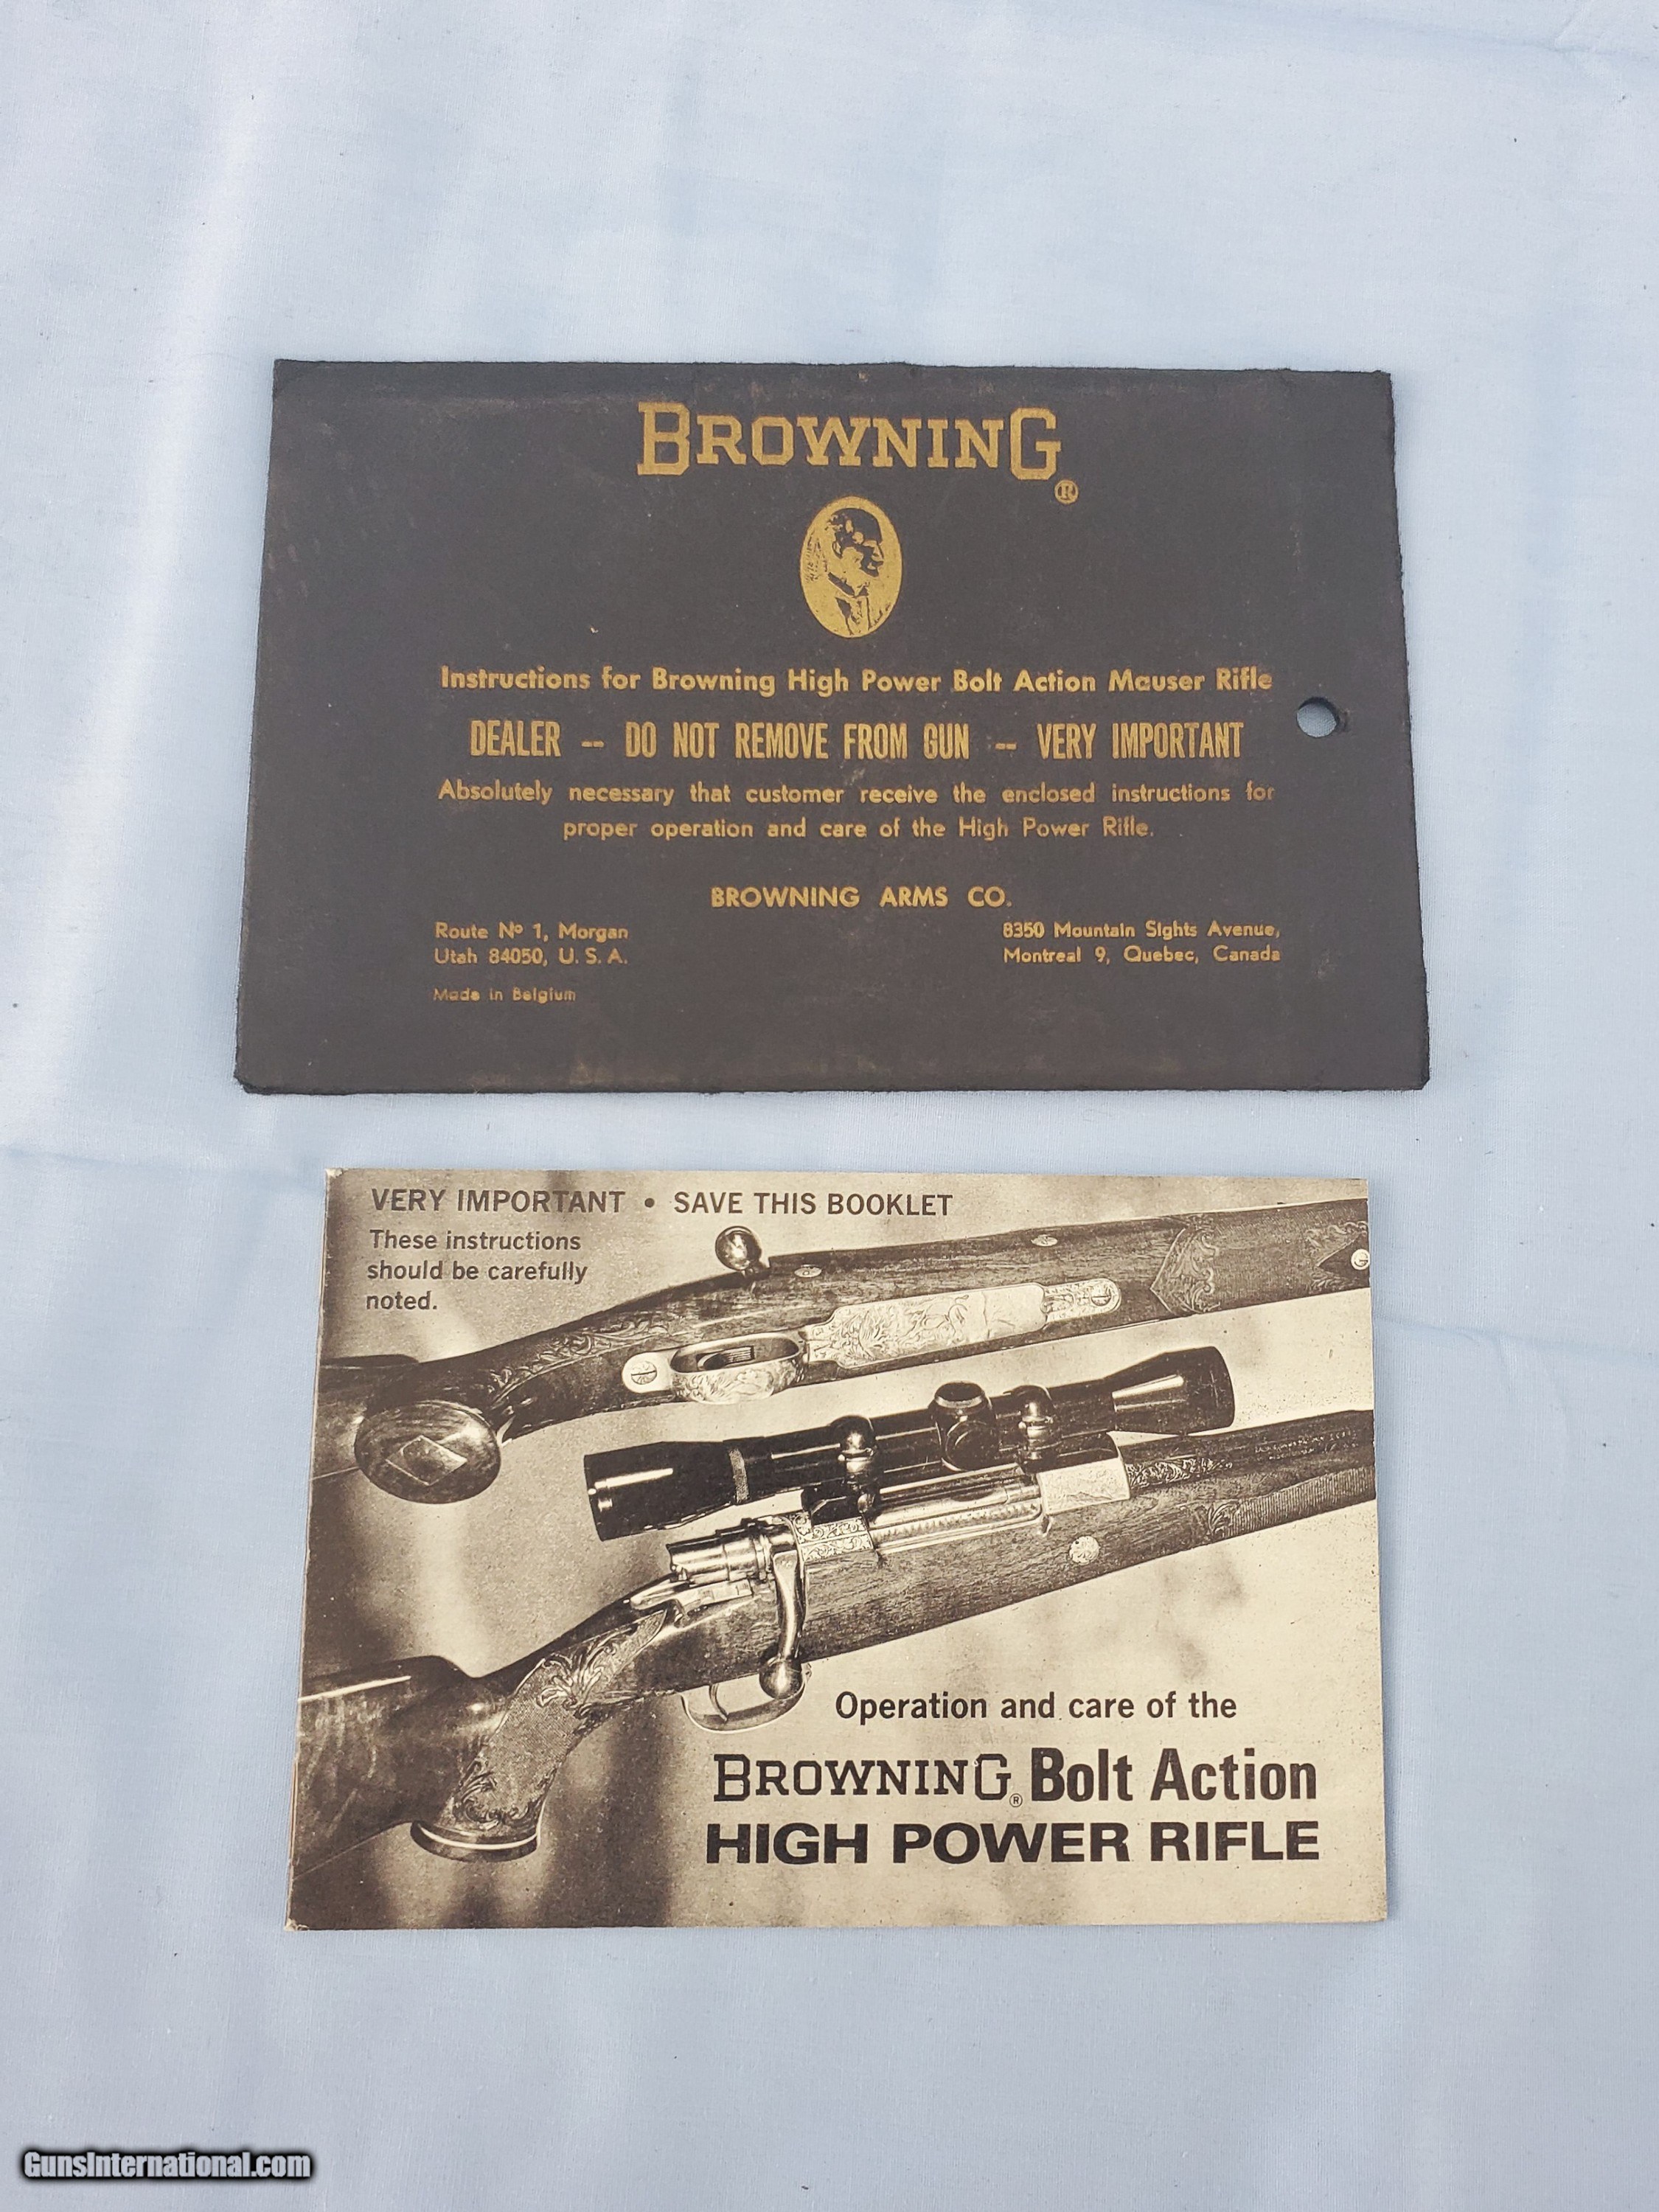 BROWNING
®
Instructions for Browning High Power Bolt Action Mauser Rifle
DEALER -- DO NOT REMOVE FROM GUN -- VERY IMPORTANT
Absolutely necessary that customer receive the enclosed instructions for
proper operation and care of the High Power Rifle.
BROWNING ARMS CO.
Route Nº 1, Morgan
Utah 84050, U. S. A.
8350 Mountain Sights Avenue,
Montreal 9, Quebec, Canada
Made in Belgium
VERY IMPORTANT • SAVE THIS BOOKLET
These instructions
should be carefully
noted.
Operation and care of the
BROWNING® Bolt Action
HIGH POWER RIFLE
GunsInternational.com